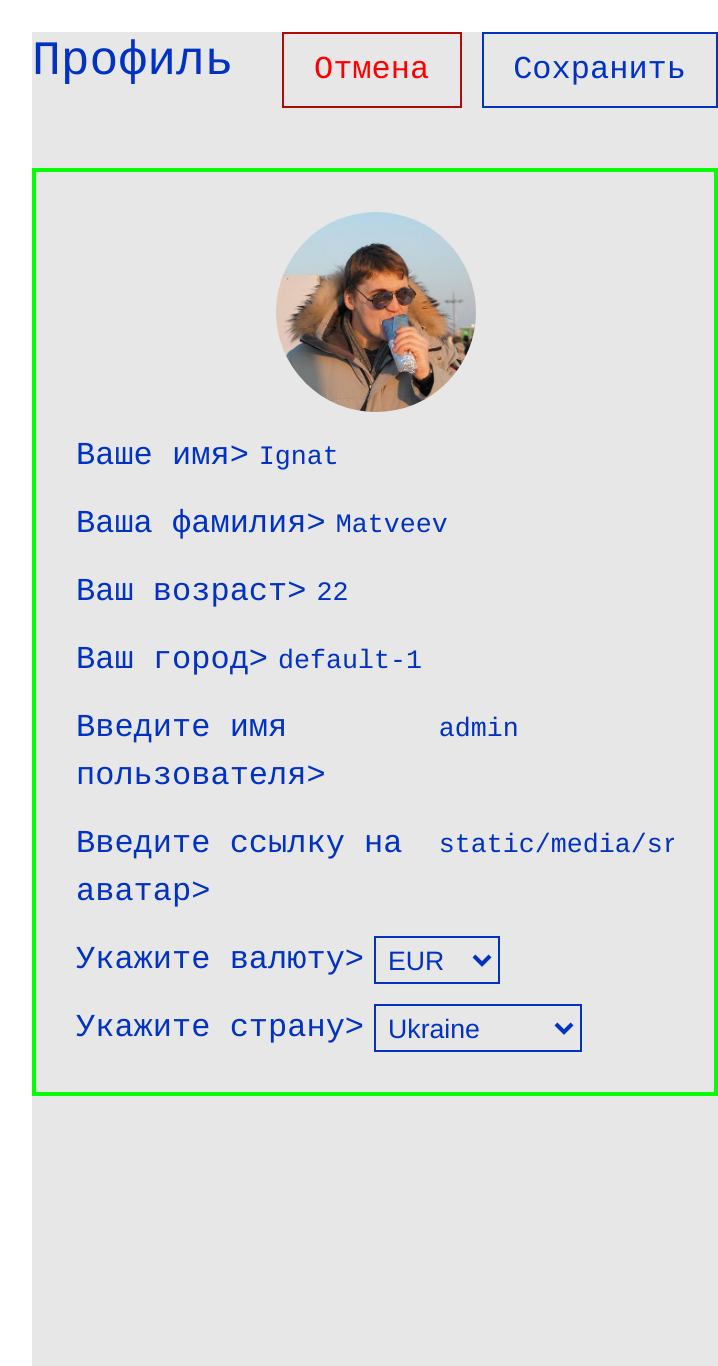 Профиль Отмена Сохранить
Ваше имя> Ignat
Ваша фамилия> Matveev
Ваш возраст> 22
Ваш город> default-1
Введите имя пользователя> admin
Введите ссылку на аватар> static/media/sr
Укажите валюту> EUR
Укажите страну> Ukraine